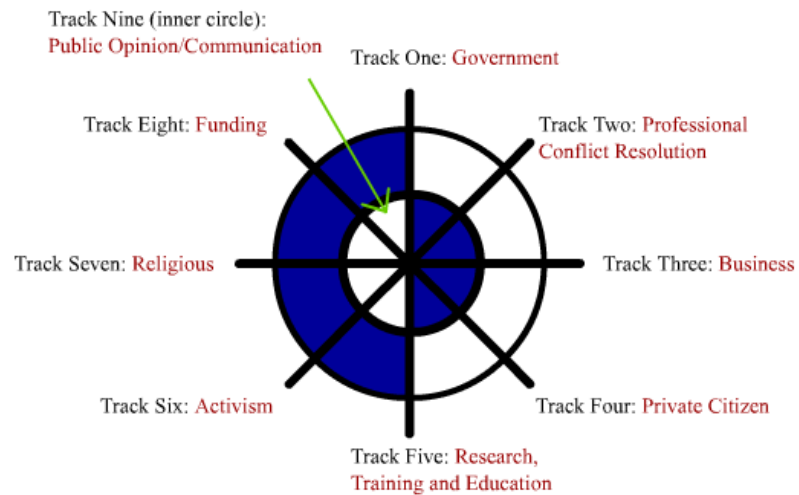 Track Nine (inner circle):
Public Opinion/Communication
Track One: Government
Track Eight: Funding
Track Two: Professional
Conflict Resolution
Track Seven: Religious
Track Three: Business
Track Six: Activism
Track Four: Private Citizen
Track Five: Research,
Training and Education